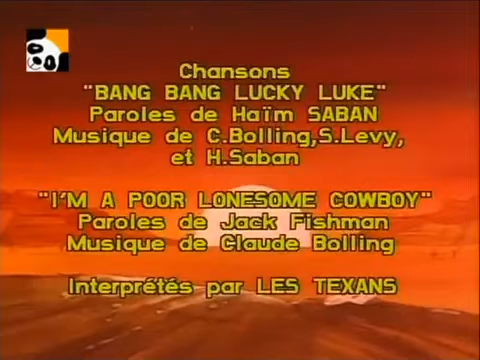 Chansons
"BANG BANG LUCKY LUKE"
Paroles de Haïm SABAN
Musique de C.Bolling,S.Levy,
et H.Saban
"I'M A POOR LONESOME COWBOY"
Paroles de Jack Fishman
Musique de Claude Bolling
Interprétés par LES TEXANS